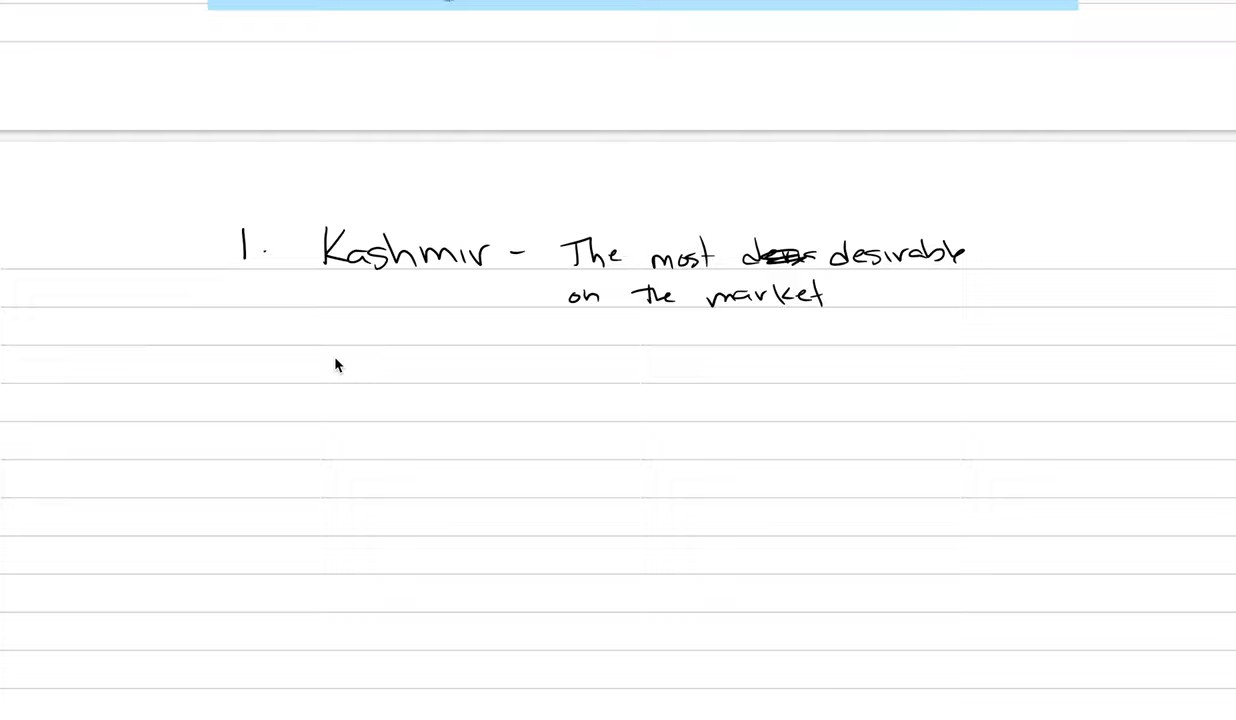 1. Kashmir - The most desirable
on the market